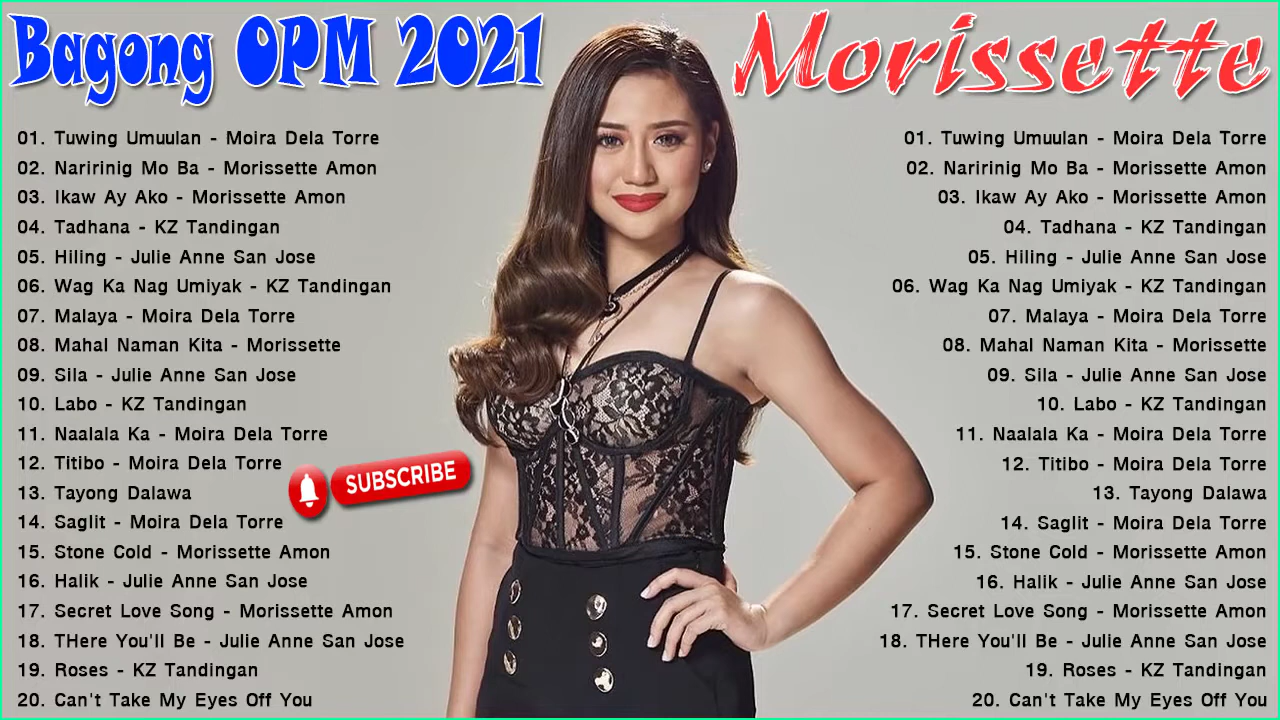 Bagong OPM 2021
Morissette
01. Tuwing Umuulan - Moira Dela Torre
02. Naririnig Mo Ba - Morissette Amon
03. Ikaw Ay Ako - Morissette Amon
04. Tadhana - KZ Tandingan
05. Hiling - Julie Anne San Jose
06. Wag Ka Nag Umiyak - KZ Tandingan
07. Malaya - Moira Dela Torre
08. Mahal Naman Kita - Morissette
09. Sila - Julie Anne San Jose
10. Labo - KZ Tandingan
11. Naalala Ka - Moira Dela Torre
12. Titibo - Moira Dela Torre
13. Tayong Dalawa
14. Saglit - Moira Dela Torre
15. Stone Cold - Morissette Amon
16. Halik - Julie Anne San Jose
17. Secret Love Song - Morissette Amon
18. THere You'll Be - Julie Anne San Jose
19. Roses - KZ Tandingan
20. Can't Take My Eyes Off You
SUBSCRIBE
01. Tuwing Umuulan - Moira Dela Torre
02. Naririnig Mo Ba - Morissette Amon
03. Ikaw Ay Ako - Morissette Amon
04. Tadhana - KZ Tandingan
05. Hiling - Julie Anne San Jose
06. Wag Ka Nag Umiyak - KZ Tandingan
07. Malaya - Moira Dela Torre
08. Mahal Naman Kita - Morissette
09. Sila - Julie Anne San Jose
10. Labo - KZ Tandingan
11. Naalala Ka - Moira Dela Torre
12. Titibo - Moira Dela Torre
13. Tayong Dalawa
14. Saglit - Moira Dela Torre
15. Stone Cold - Morissette Amon
16. Halik - Julie Anne San Jose
17. Secret Love Song - Morissette Amon
18. THere You'll Be - Julie Anne San Jose
19. Roses - KZ Tandingan
20. Can't Take My Eyes Off You